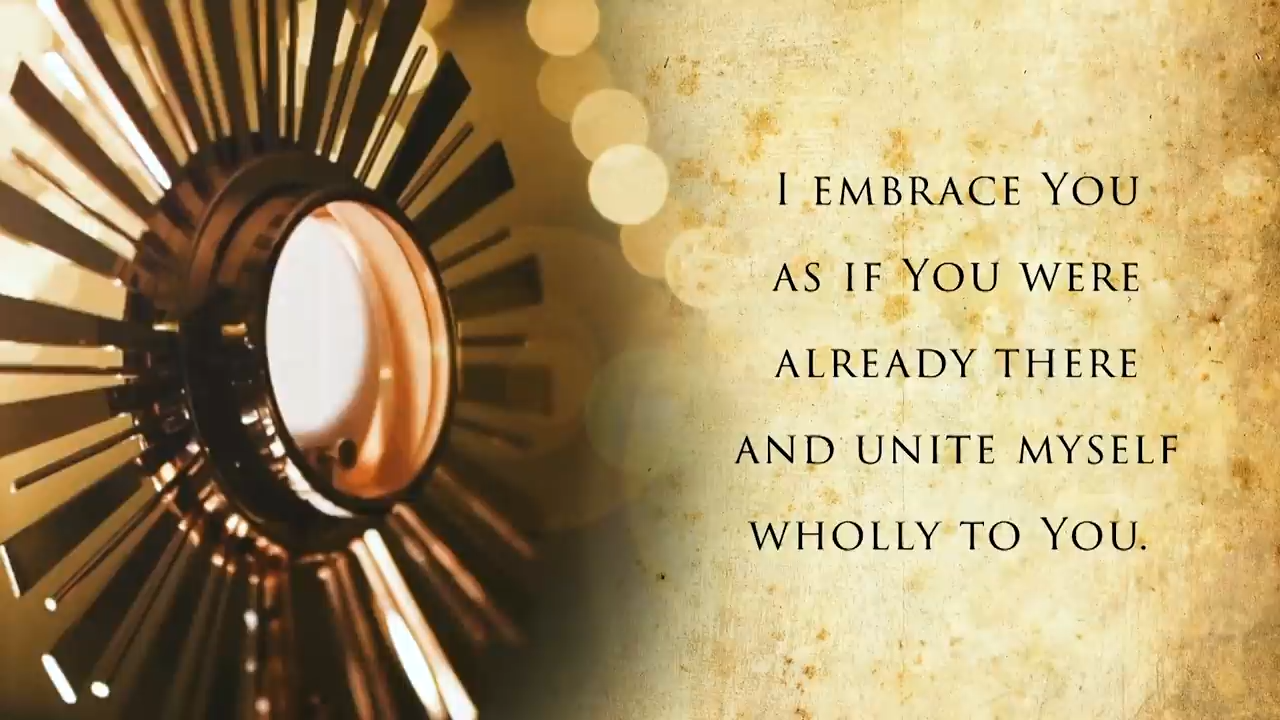 I EMBRACE YOU
AS IF YOU WERE
ALREADY THERE
AND UNITE MYSELF
WHOLLY TO YOU.